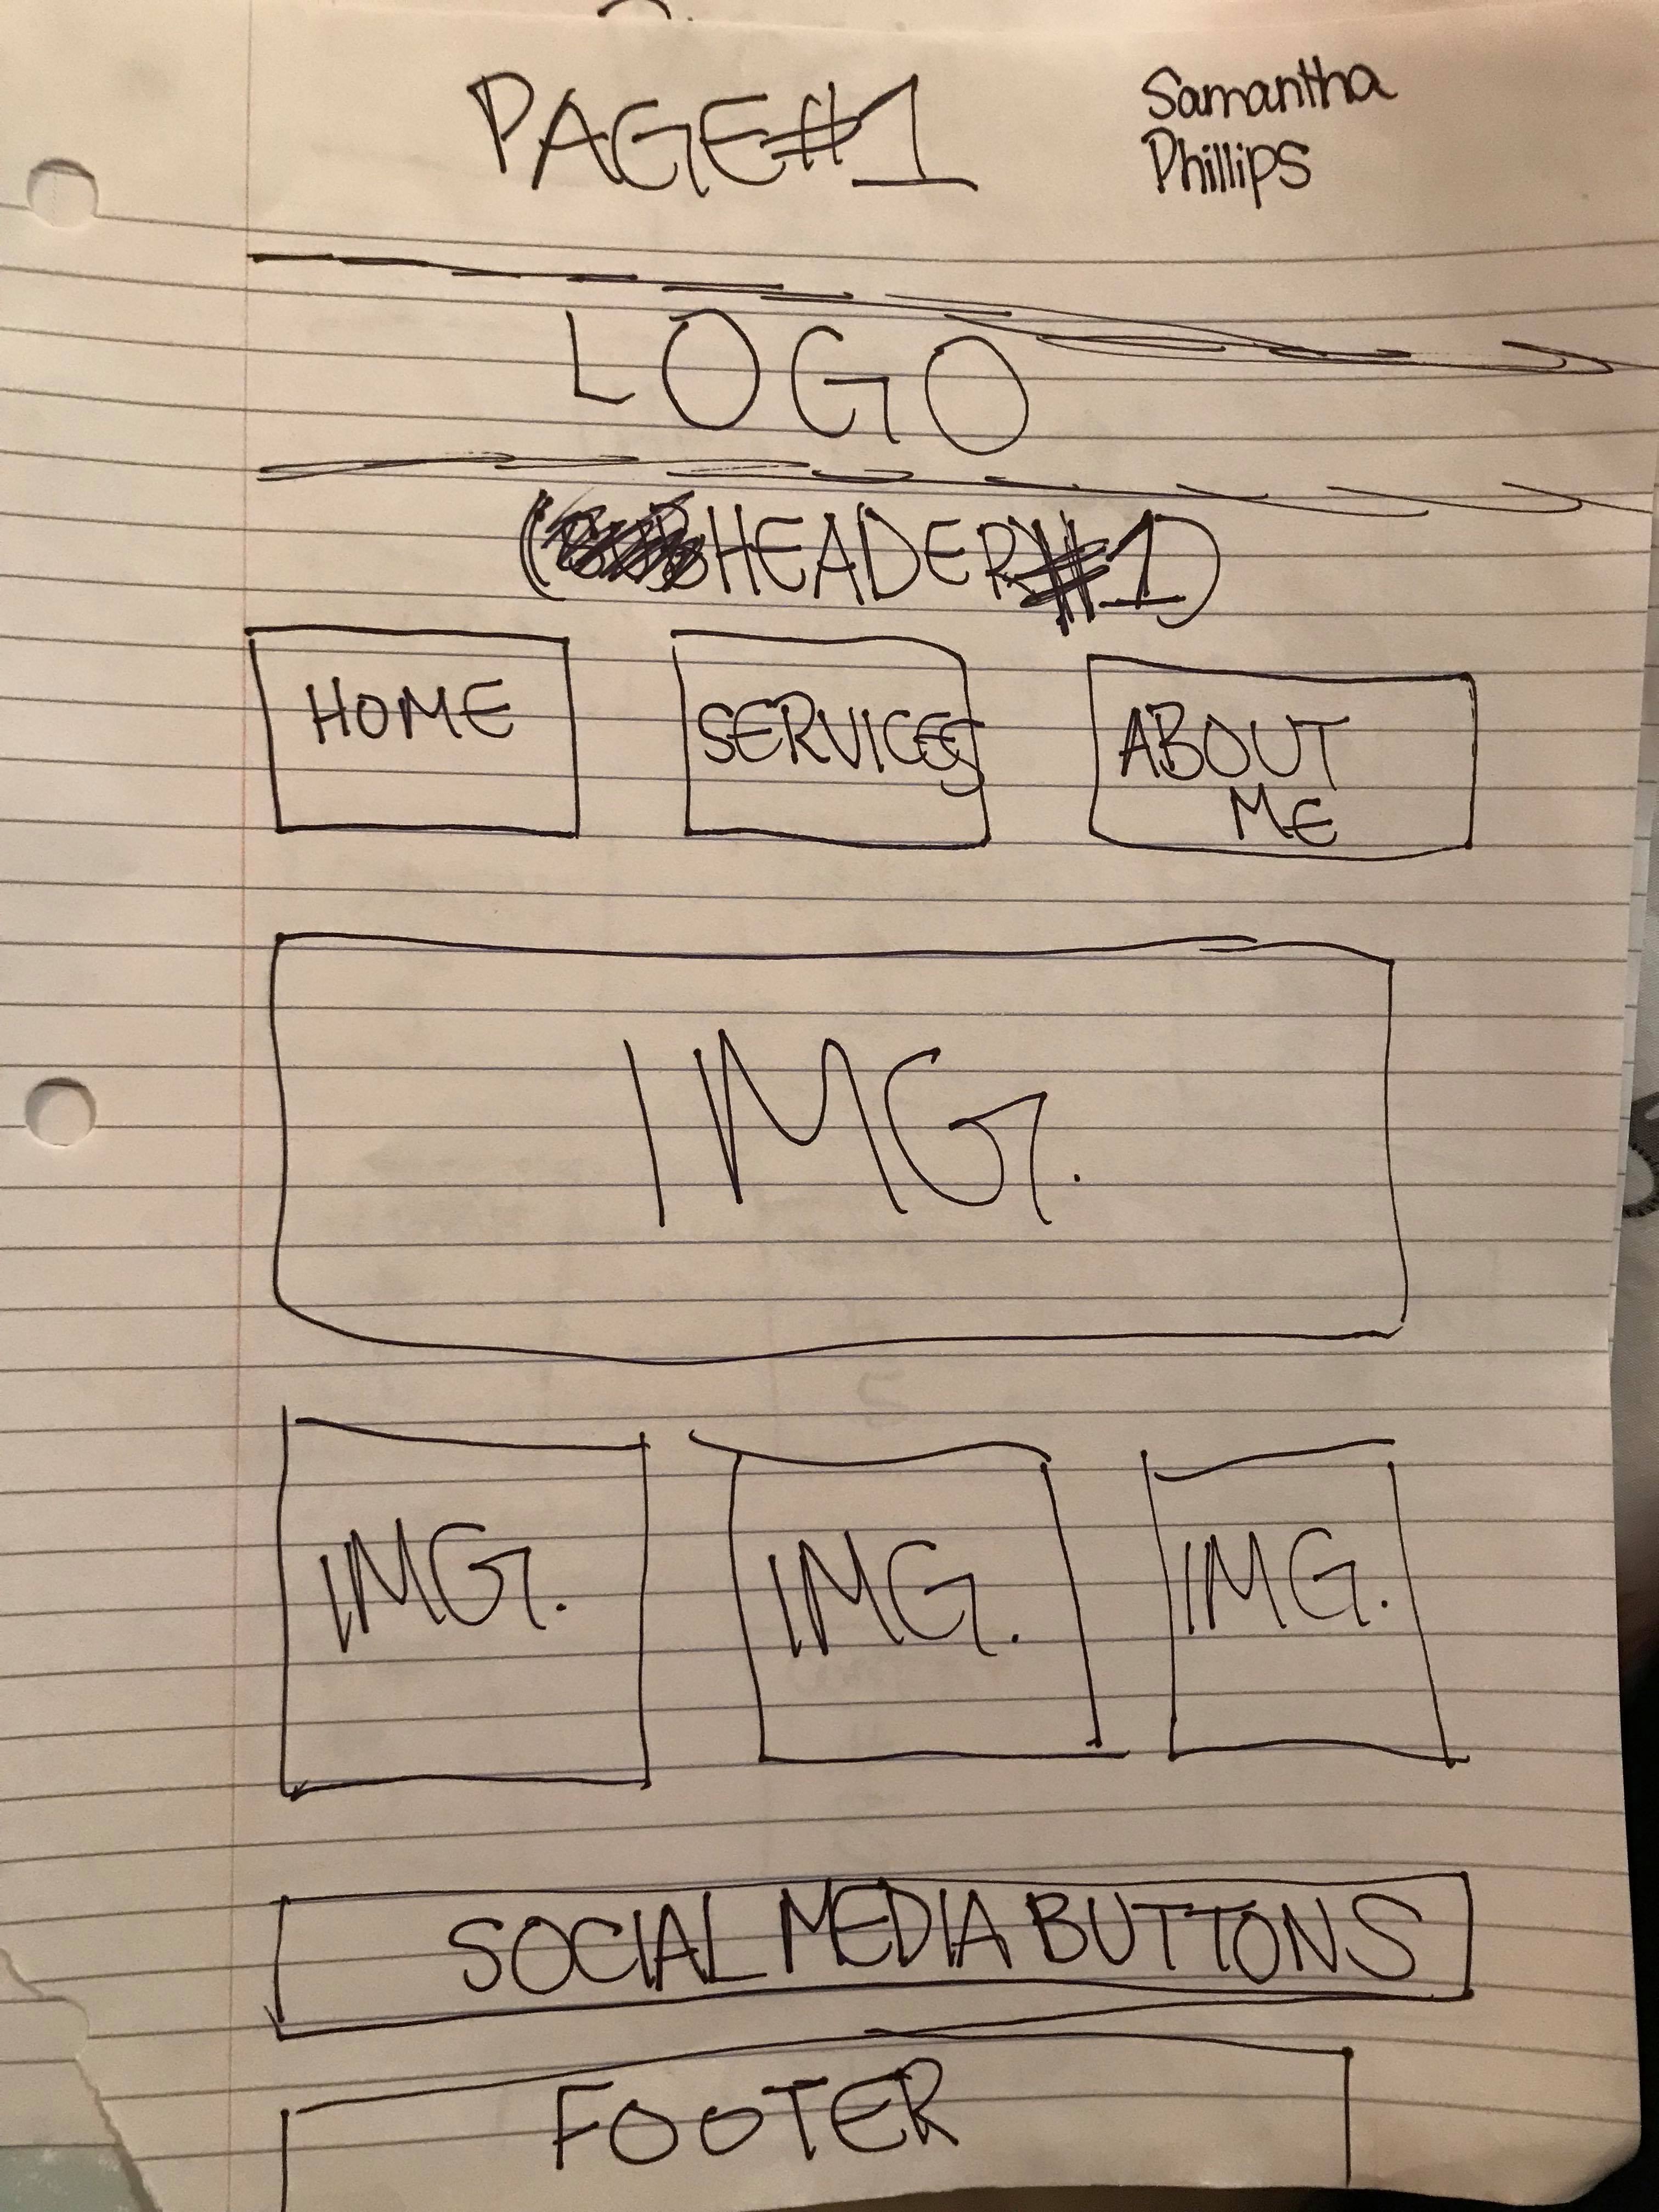 PAGE#1
Samantha
Phillips
LOGO
(HEADER#1)
HOME
SERVICES
ABOUT
ME
IMG.
IMG.
IMG.
IMG.
SOCIAL MEDIA BUTTONS
FOOTER